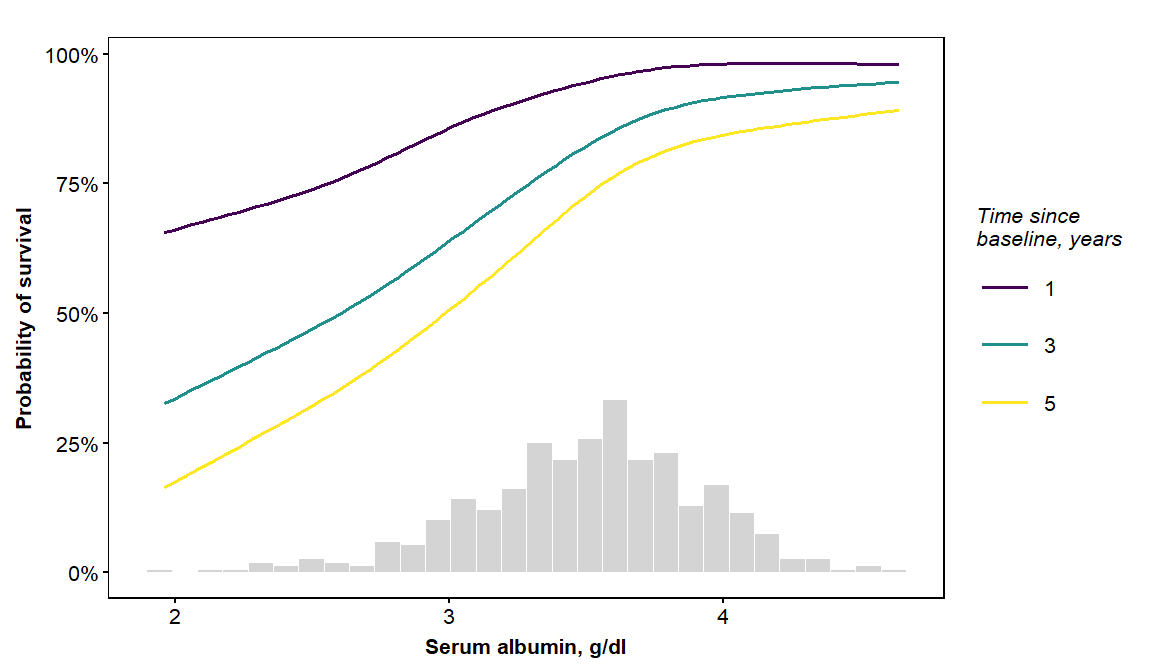 100%
75%
50%
25%
0%
Probability of survival
2
3
4
Serum albumin, g/dl
Time since
baseline, years
1
3
5